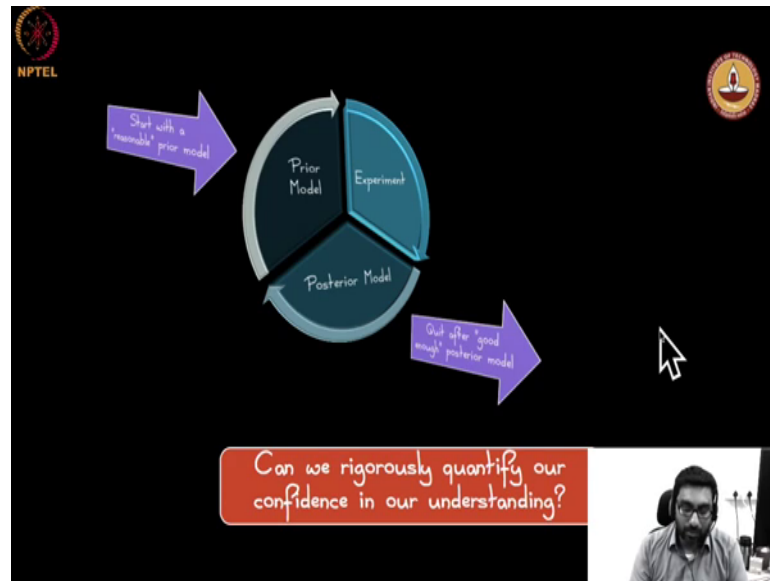 NPTEL
Start with a
"reasonable" prior model
Prior
Model
Experiment
Posterior Model
Quit after "good
enough" posterior model
Can we rigorously quantify our
confidence in our understanding?